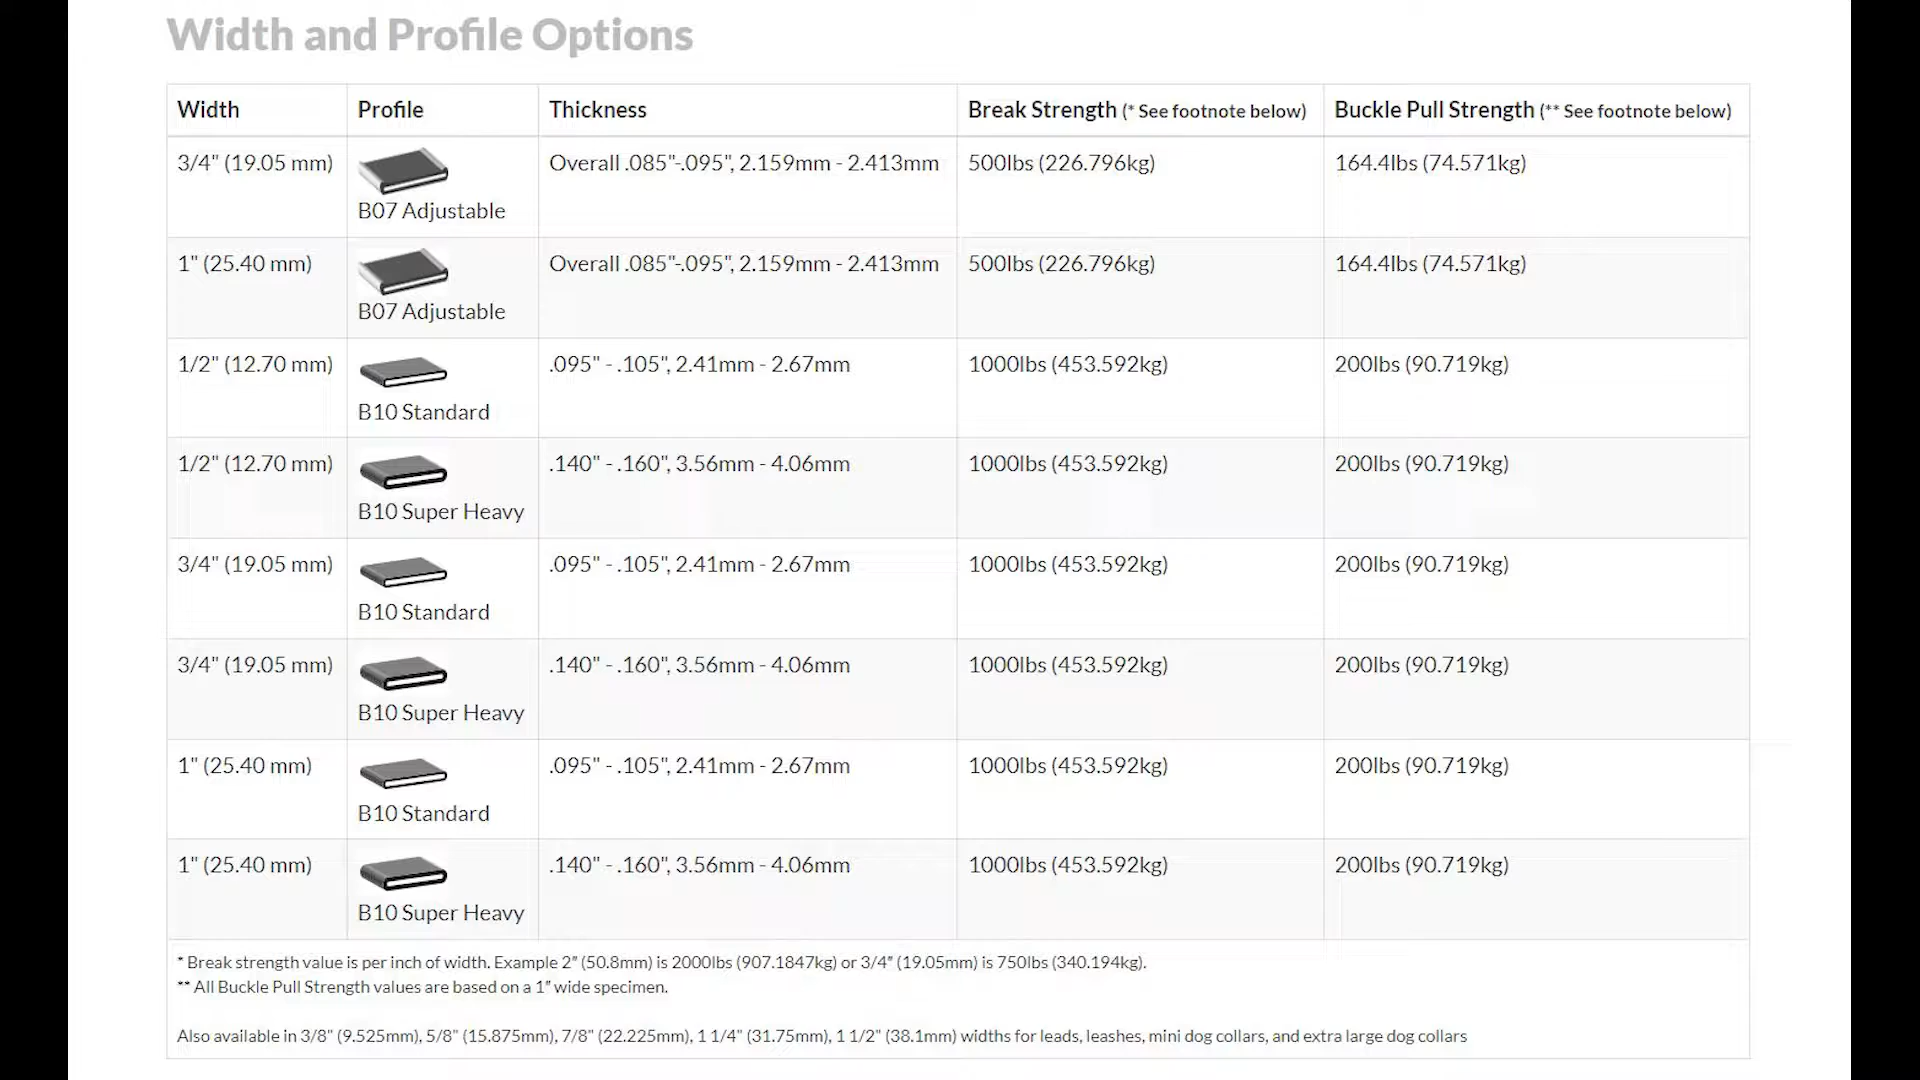 Width and Profile Options
Width Profile Thickness Break Strength (* See footnote below) Buckle Pull Strength (** See footnote below)
3/4" (19.05 mm) Overall .085"-.095", 2.159mm - 2.413mm 500lbs (226.796kg) 164.4lbs (74.571kg)
B07 Adjustable
1" (25.40 mm) Overall .085"-.095", 2.159mm - 2.413mm 500lbs (226.796kg) 164.4lbs (74.571kg)
B07 Adjustable
1/2" (12.70 mm) .095" - .105", 2.41mm - 2.67mm 1000lbs (453.592kg) 200lbs (90.719kg)
B10 Standard
1/2" (12.70 mm) .140" - .160", 3.56mm - 4.06mm 1000lbs (453.592kg) 200lbs (90.719kg)
B10 Super Heavy
3/4" (19.05 mm) .095" - .105", 2.41mm - 2.67mm 1000lbs (453.592kg) 200lbs (90.719kg)
B10 Standard
3/4" (19.05 mm) .140" - .160", 3.56mm - 4.06mm 1000lbs (453.592kg) 200lbs (90.719kg)
B10 Super Heavy
1" (25.40 mm) .095" - .105", 2.41mm - 2.67mm 1000lbs (453.592kg) 200lbs (90.719kg)
B10 Standard
1" (25.40 mm) .140" - .160", 3.56mm - 4.06mm 1000lbs (453.592kg) 200lbs (90.719kg)
B10 Super Heavy
* Break strength value is per inch of width. Example 2" (50.8mm) is 2000lbs (907.1847kg) or 3/4" (19.05mm) is 750lbs (340.194kg).
** All Buckle Pull Strength values are based on a 1" wide specimen.
Also available in 3/8" (9.525mm), 5/8" (15.875mm), 7/8" (22.225mm), 1 1/4" (31.75mm), 1 1/2" (38.1mm) widths for leads, leashes, mini dog collars, and extra large dog collars